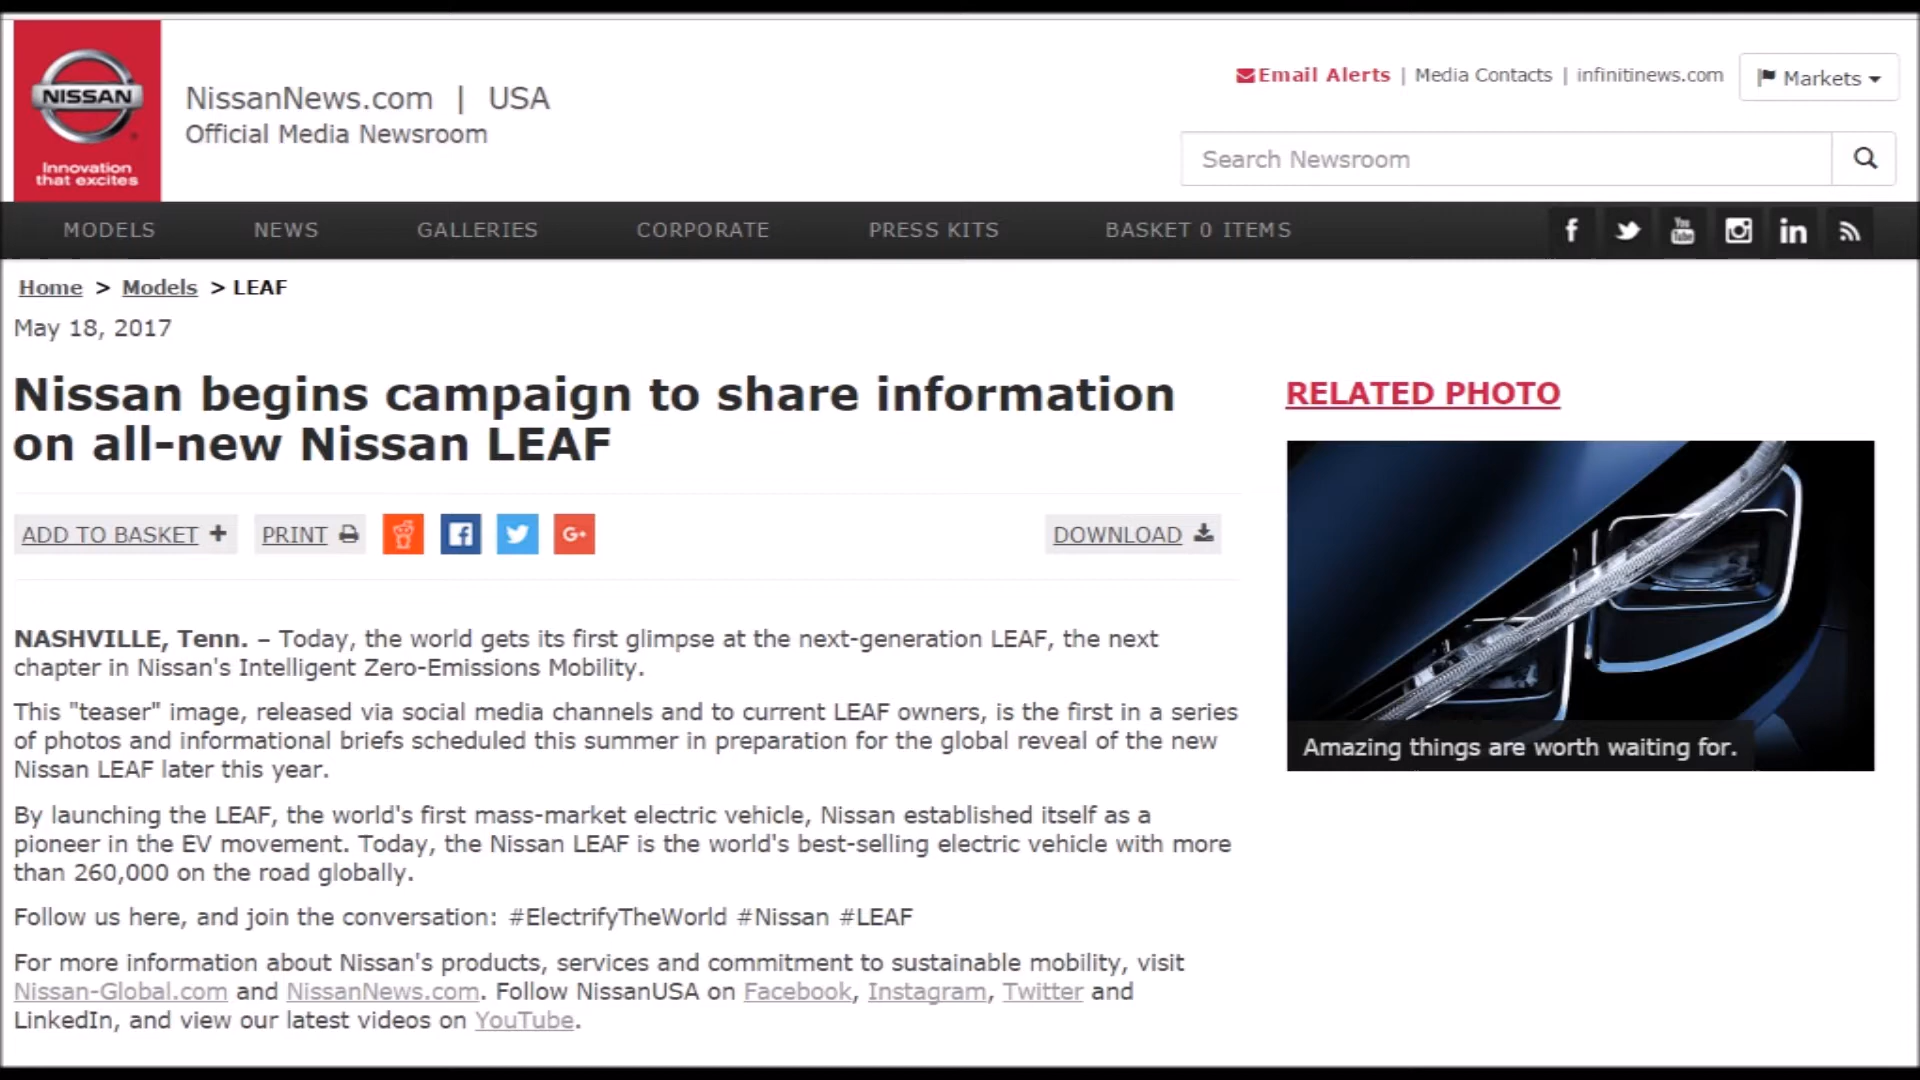 NISSAN
Innovation
that excites
NissanNews.com | USA
Official Media Newsroom
Email Alerts | Media Contacts | infinitinews.com
Markets
Search Newsroom
MODELS NEWS GALLERIES CORPORATE PRESS KITS BASKET 0 ITEMS
You
Tube
Home > Models > LEAF
May 18, 2017
Nissan begins campaign to share information
on all-new Nissan LEAF
ADD TO BASKET + PRINT
DOWNLOAD
NASHVILLE, Tenn. – Today, the world gets its first glimpse at the next-generation LEAF, the next
chapter in Nissan's Intelligent Zero-Emissions Mobility.
This "teaser" image, released via social media channels and to current LEAF owners, is the first in a series
of photos and informational briefs scheduled this summer in preparation for the global reveal of the new
Nissan LEAF later this year.
By launching the LEAF, the world's first mass-market electric vehicle, Nissan established itself as a
pioneer in the EV movement. Today, the Nissan LEAF is the world's best-selling electric vehicle with more
than 260,000 on the road globally.
Follow us here, and join the conversation: #ElectrifyTheWorld #Nissan #LEAF
For more information about Nissan's products, services and commitment to sustainable mobility, visit
Nissan-Global.com and NissanNews.com. Follow NissanUSA on Facebook, Instagram, Twitter and
LinkedIn, and view our latest videos on YouTube.
RELATED PHOTO
Amazing things are worth waiting for.